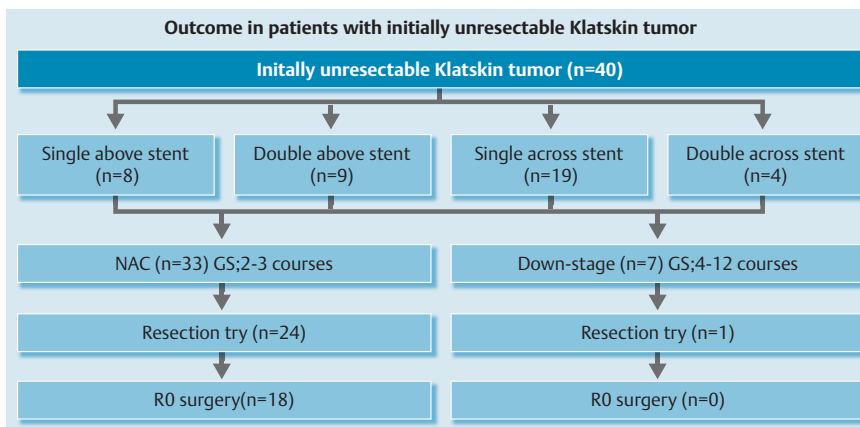 Outcome in patients with initially unresectable Klatskin tumor
Initally unresectable Klatskin tumor (n=40)
Single above stent
(n=8)
Double above stent
(n=9)
Single across stent
(n=19)
Double across stent
(n=4)
NAC (n=33) GS;2-3 courses
Down-stage (n=7) GS;4-12 courses
Resection try (n=24)
Resection try (n=1)
R0 surgery(n=18)
R0 surgery (n=0)